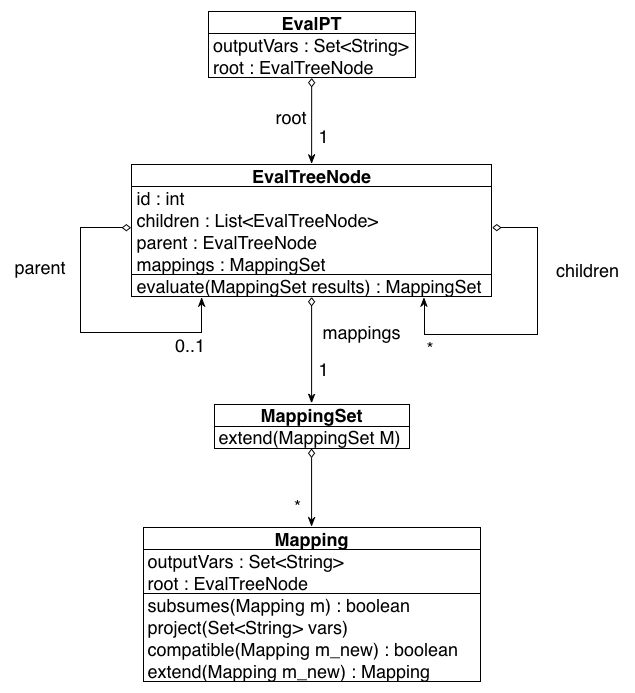 EvalPT
outputVars : Set<String>
root : EvalTreeNode
root
1
EvalTreeNode
id : int
children : List<EvalTreeNode>
parent : EvalTreeNode
mappings : MappingSet
evaluate(MappingSet results) : MappingSet
parent
0..1
children
*
mappings
1
MappingSet
extend(MappingSet M)
*
Mapping
outputVars : Set<String>
root : EvalTreeNode
subsumes(Mapping m) : boolean
project(Set<String> vars)
compatible(Mapping m_new) : boolean
extend(Mapping m_new) : Mapping